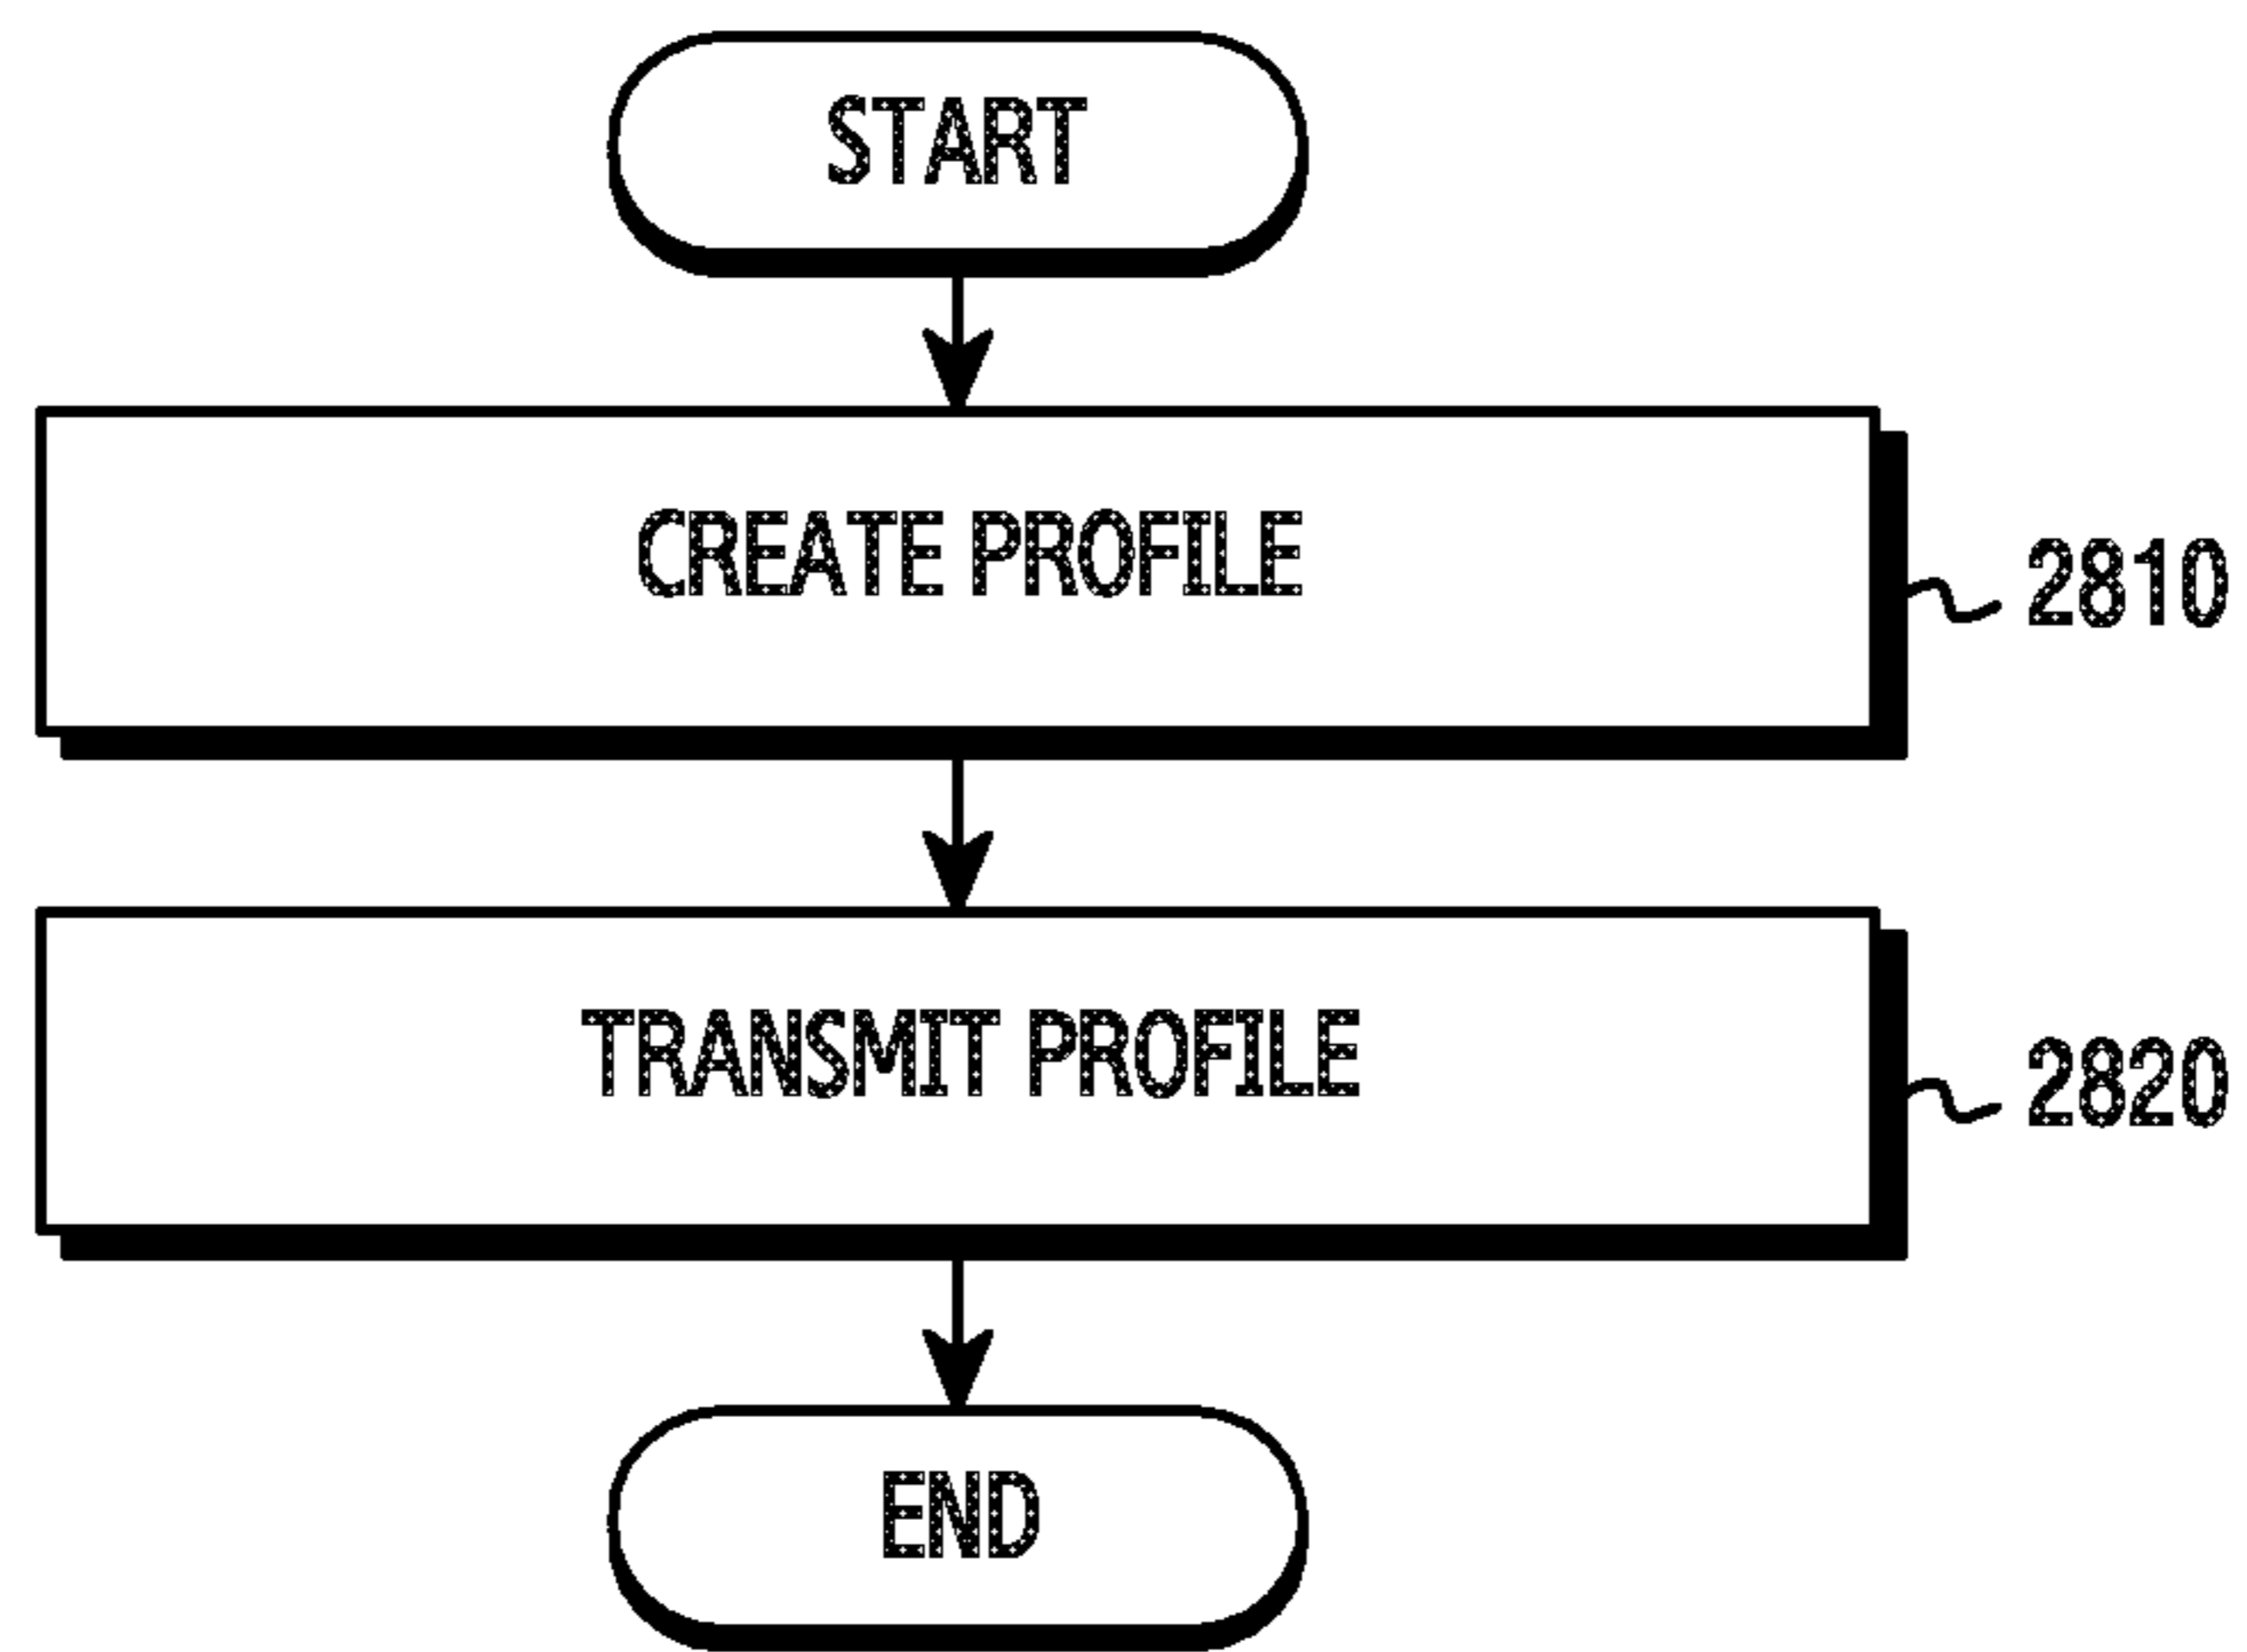 START
CREATE PROFILE
2810
TRANSMIT PROFILE
2820
END